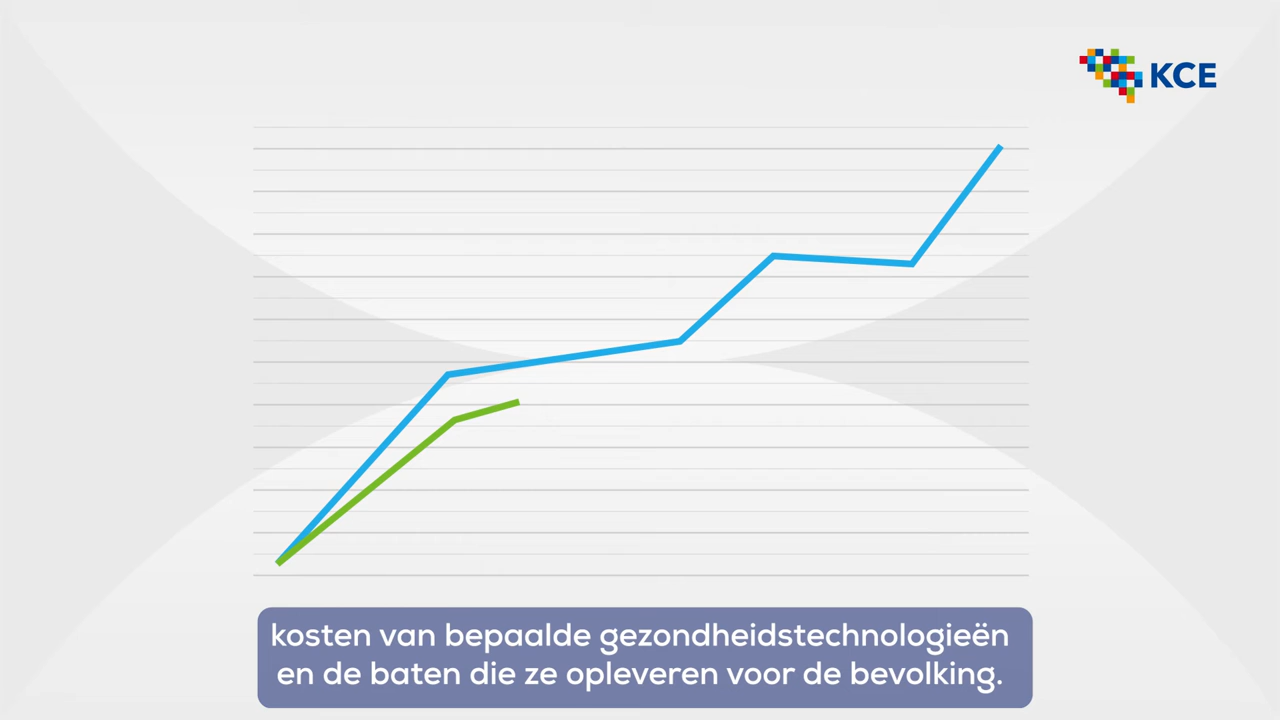 KCE
kosten van bepaalde gezondheidstechnologieën
en de baten die ze opleveren voor de bevolking.